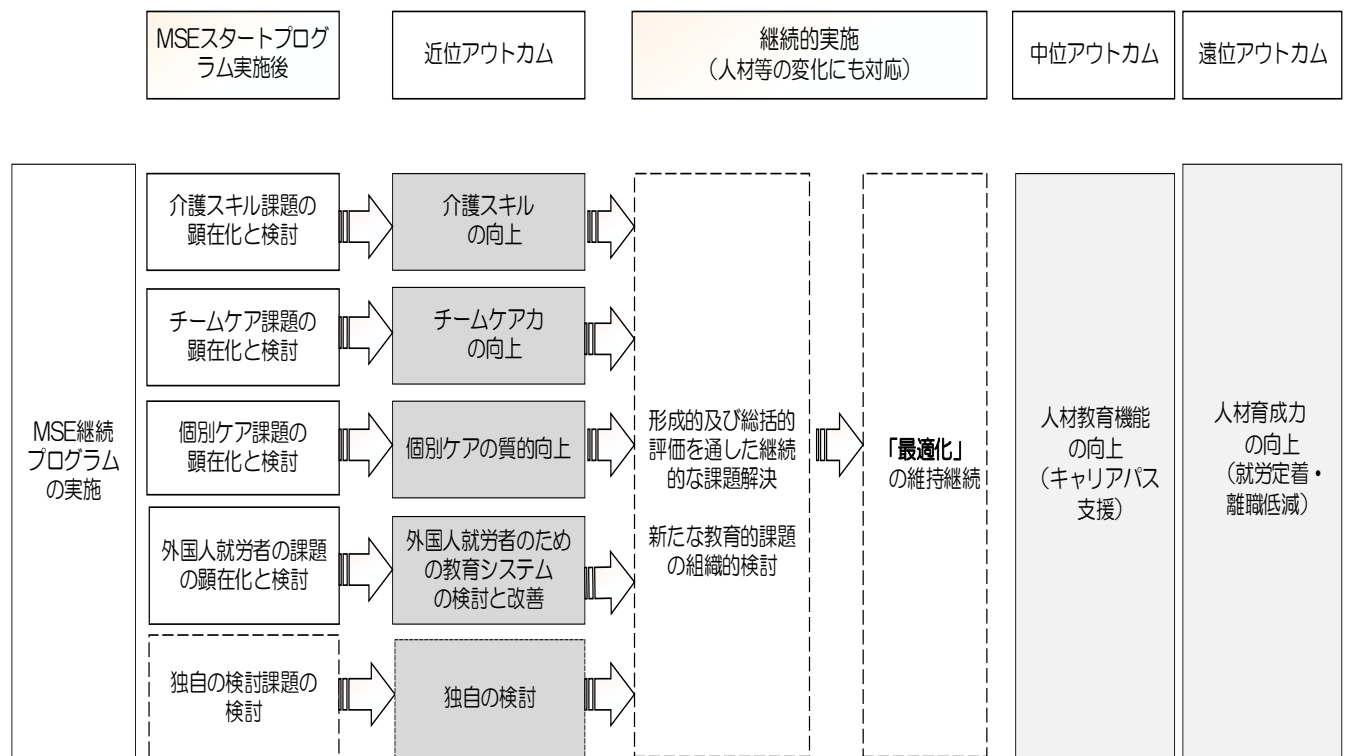 MSEスタートプログ
ラム実施後
近位アウトカム
継続的実施
（人材等の変化にも対応）
中位アウトカム
遠位アウトカム
MSE継続
プログラム
の実施
介護スキル課題の
顕在化と検討
介護スキル
の向上
チームケア課題の
顕在化と検討
チームケア力
の向上
個別ケア課題の
顕在化と検討
個別ケアの質的向上
外国人就労者の課題
の顕在化と検討
外国人就労者のため
の教育システム
の検討と改善
独自の検討課題の
検討
独自の検討
形成的及び総括的
評価を通した継続
的な課題解決
新たな教育的課題
の組織的検討
「最適化」
の維持継続
人材教育機能
の向上
（キャリアパス
支援）
人材育成力
の向上
（就労定着・
離職低減）